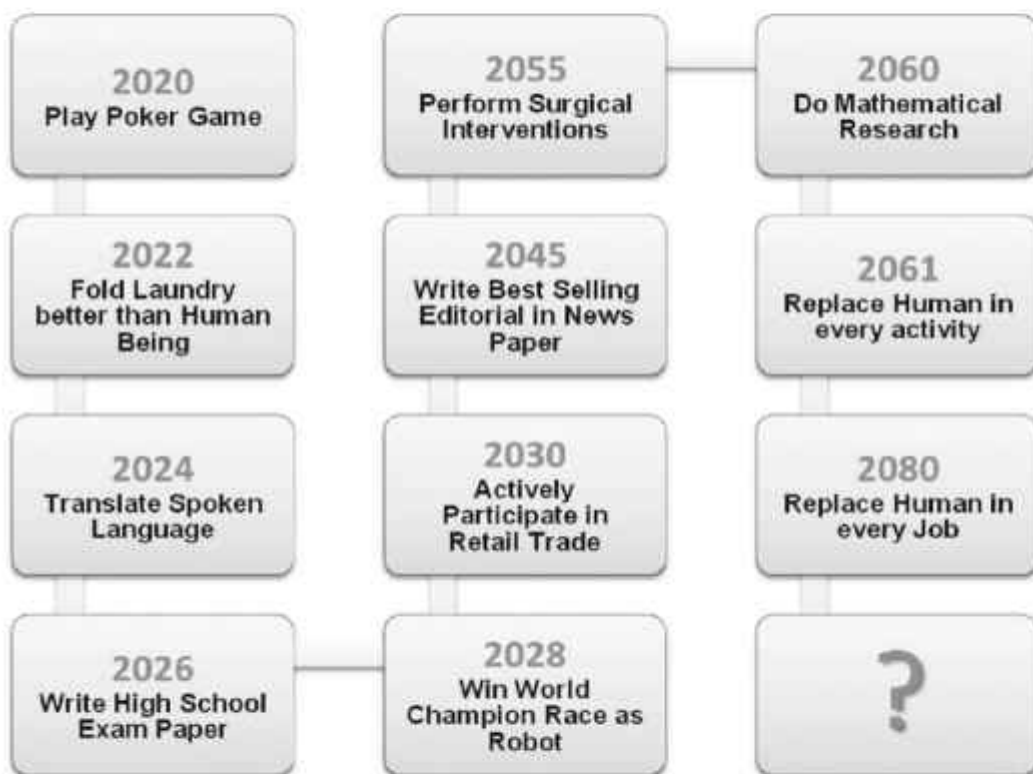 2020
Play Poker Game
2022
Fold Laundry
better than Human
Being
2024
Translate Spoken
Language
2026
Write High School
Exam Paper
2028
Win World
Champion Race as
Robot
2030
Actively
Participate in
Retail Trade
2045
Write Best Selling
Editorial in News
Paper
2055
Perform Surgical
Interventions
2060
Do Mathematical
Research
2061
Replace Human in
every activity
2080
Replace Human in
every Job
?